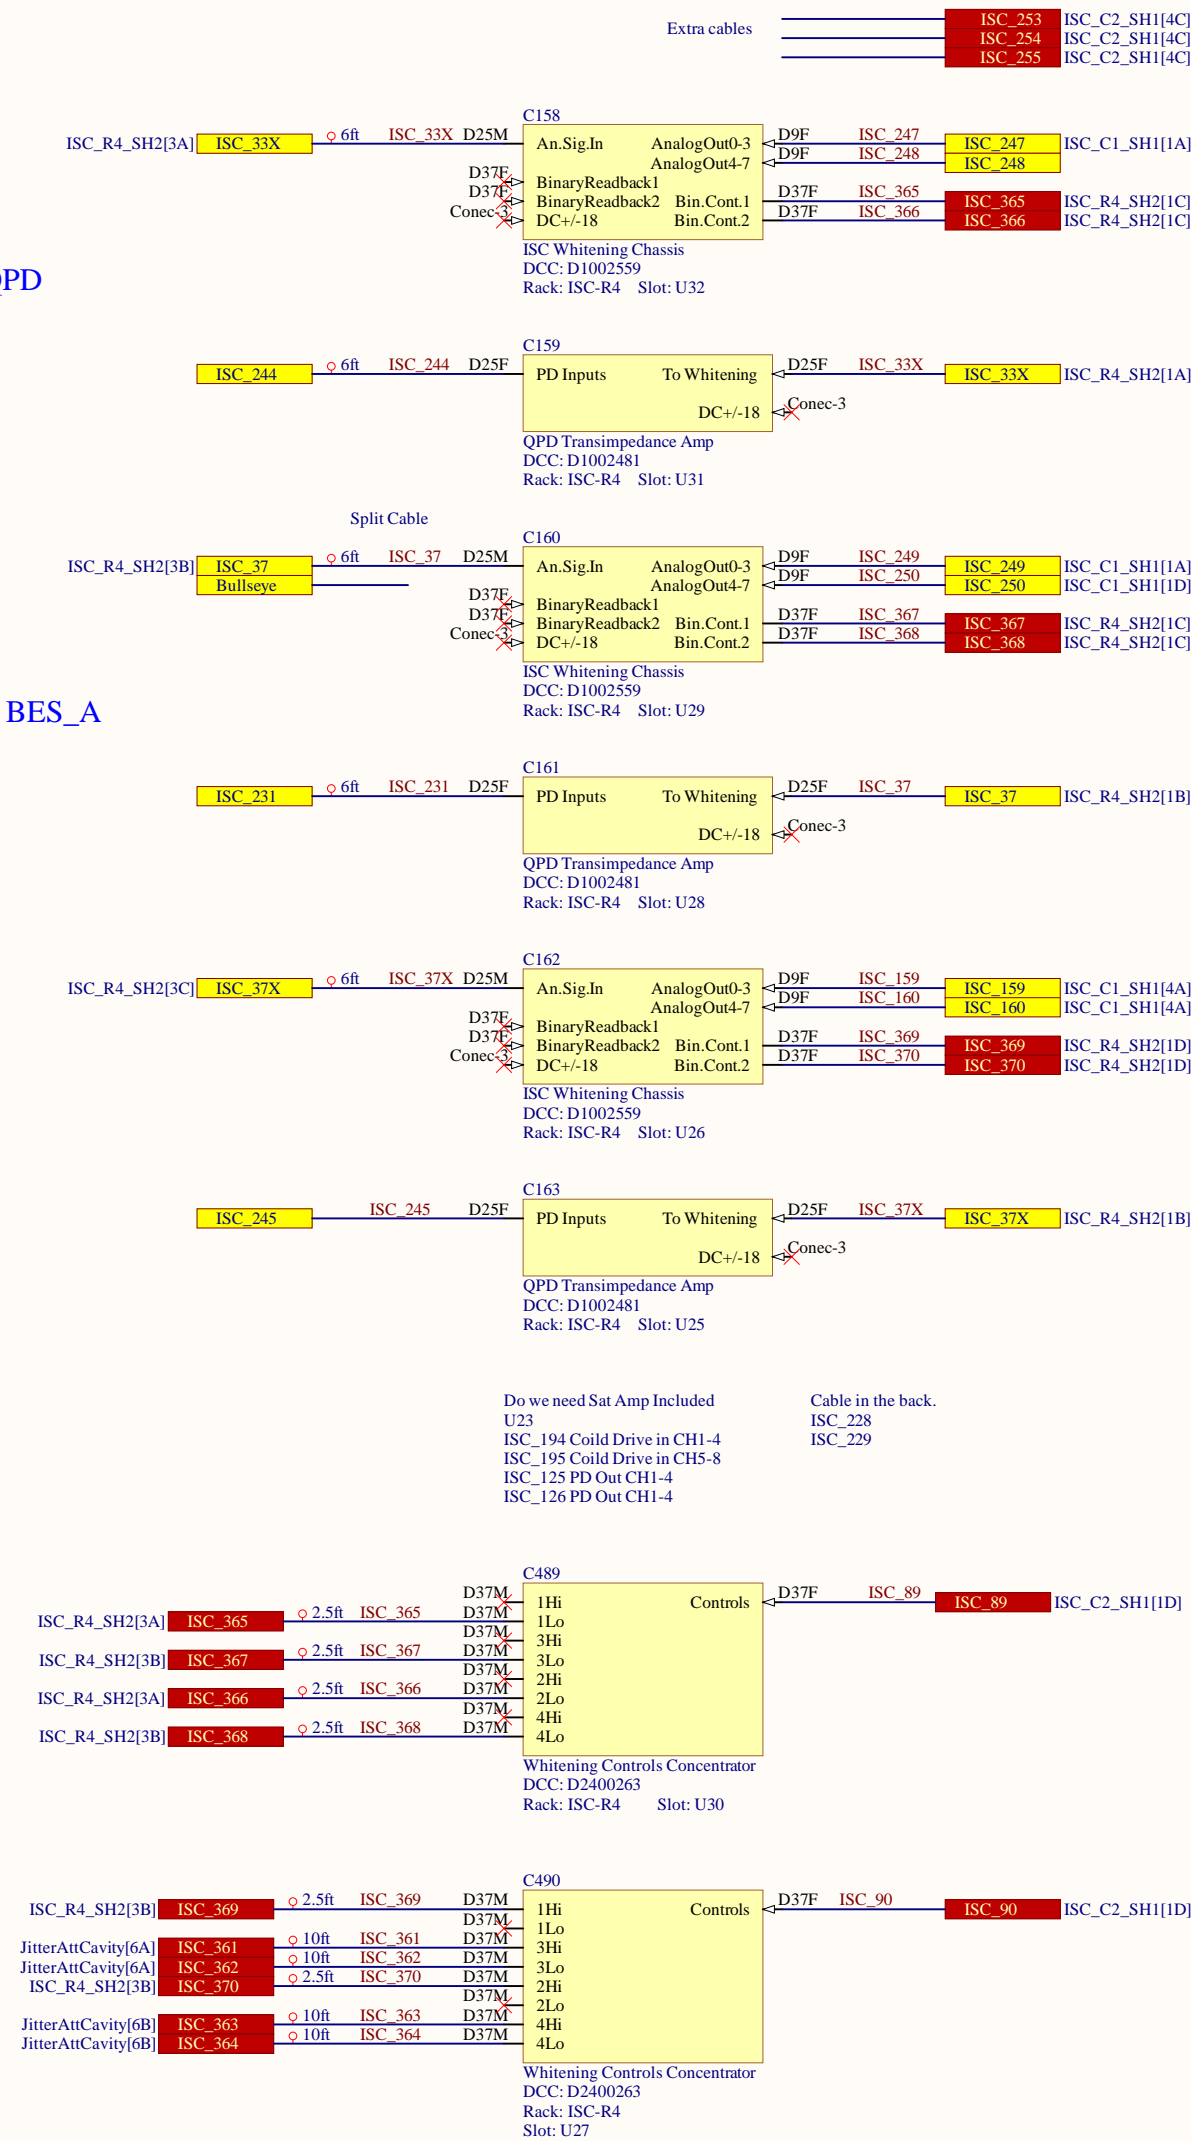 Extra cables
ISC_253 ISC_C2_SH1[4C]
ISC_254 ISC_C2_SH1[4C]
ISC_255 ISC_C2_SH1[4C]
C158
ISC_R4_SH2[3A] ISC_33X 6ft ISC_33X D25M An.Sig.In AnalogOut0-3 D9F ISC_247 ISC_247 ISC_C1_SH1[1A]
AnalogOut4-7 D9F ISC_248 ISC_248
D37F BinaryReadback1
D37F BinaryReadback2 Bin.Cont.1 D37F ISC_365 ISC_365 ISC_R4_SH2[1C]
Conec-3 DC+/-18 Bin.Cont.2 D37F ISC_366 ISC_366 ISC_R4_SH2[1C]
ISC Whitening Chassis
DCC: D1002559
Rack: ISC-R4 Slot: U32
PD
C159
ISC_244 6ft ISC_244 D25F PD Inputs To Whitening D25F ISC_33X ISC_33X ISC_R4_SH2[1A]
DC+/-18 Conec-3
QPD Transimpedance Amp
DCC: D1002481
Rack: ISC-R4 Slot: U31
Split Cable
C160
ISC_R4_SH2[3B] ISC_37 6ft ISC_37 D25M An.Sig.In AnalogOut0-3 D9F ISC_249 ISC_249 ISC_C1_SH1[1A]
Bullseye AnalogOut4-7 D9F ISC_250 ISC_250 ISC_C1_SH1[1D]
D37F BinaryReadback1
D37F BinaryReadback2 Bin.Cont.1 D37F ISC_367 ISC_367 ISC_R4_SH2[1C]
Conec-3 DC+/-18 Bin.Cont.2 D37F ISC_368 ISC_368 ISC_R4_SH2[1C]
ISC Whitening Chassis
DCC: D1002559
Rack: ISC-R4 Slot: U29
BES_A
C161
ISC_231 6ft ISC_231 D25F PD Inputs To Whitening D25F ISC_37 ISC_37 ISC_R4_SH2[1B]
DC+/-18 Conec-3
QPD Transimpedance Amp
DCC: D1002481
Rack: ISC-R4 Slot: U28
C162
ISC_R4_SH2[3C] ISC_37X 6ft ISC_37X D25M An.Sig.In AnalogOut0-3 D9F ISC_159 ISC_159 ISC_C1_SH1[4A]
AnalogOut4-7 D9F ISC_160 ISC_160 ISC_C1_SH1[4A]
D37F BinaryReadback1
D37F BinaryReadback2 Bin.Cont.1 D37F ISC_369 ISC_369 ISC_R4_SH2[1D]
Conec-3 DC+/-18 Bin.Cont.2 D37F ISC_370 ISC_370 ISC_R4_SH2[1D]
ISC Whitening Chassis
DCC: D1002559
Rack: ISC-R4 Slot: U26
C163
ISC_245 ISC_245 D25F PD Inputs To Whitening D25F ISC_37X ISC_37X ISC_R4_SH2[1B]
DC+/-18 Conec-3
QPD Transimpedance Amp
DCC: D1002481
Rack: ISC-R4 Slot: U25
Do we need Sat Amp Included
U23
ISC_194 Coild Drive in CH1-4
ISC_195 Coild Drive in CH5-8
ISC_125 PD Out CH1-4
ISC_126 PD Out CH1-4
Cable in the back.
ISC_228
ISC_229
C489
D37M 1Hi Controls D37F ISC_89 ISC_89 ISC_C2_SH1[1D]
ISC_R4_SH2[3A] ISC_365 2.5ft ISC_365 D37M 1Lo
D37M 3Hi
ISC_R4_SH2[3B] ISC_367 2.5ft ISC_367 D37M 3Lo
D37M 2Hi
ISC_R4_SH2[3A] ISC_366 2.5ft ISC_366 D37M 2Lo
D37M 4Hi
ISC_R4_SH2[3B] ISC_368 2.5ft ISC_368 D37M 4Lo
Whitening Controls Concentrator
DCC: D2400263
Rack: ISC-R4 Slot: U30
C490
ISC_R4_SH2[3B] ISC_369 2.5ft ISC_369 D37M 1Hi Controls D37F ISC_90 ISC_90 ISC_C2_SH1[1D]
D37M 1Lo
JitterAttCavity[6A] ISC_361 10ft ISC_361 D37M 3Hi
JitterAttCavity[6A] ISC_362 10ft ISC_362 D37M 3Lo
ISC_R4_SH2[3B] ISC_370 2.5ft ISC_370 D37M 2Hi
D37M 2Lo
JitterAttCavity[6B] ISC_363 10ft ISC_363 D37M 4Hi
JitterAttCavity[6B] ISC_364 10ft ISC_364 D37M 4Lo
Whitening Controls Concentrator
DCC: D2400263
Rack: ISC-R4
Slot: U27